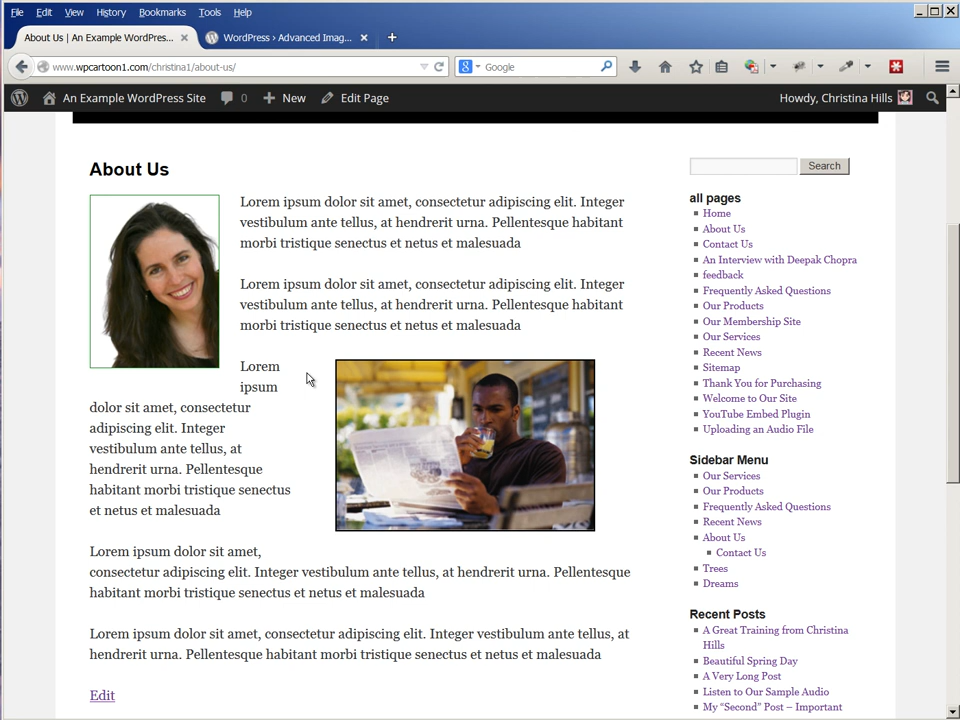 File Edit View History Bookmarks Tools Help
About Us | An Example WordPress... × WordPress › Advanced Imag... × +
www.wpcartoon1.com/christina1/about-us/ Google
An Example WordPress Site 0 New Edit Page Howdy, Christina Hills
About Us
Lorem ipsum dolor sit amet, consectetur adipiscing elit. Integer
vestibulum ante tellus, at hendrerit urna. Pellentesque habitant
morbi tristique senectus et netus et malesuada
Lorem ipsum dolor sit amet, consectetur adipiscing elit. Integer
vestibulum ante tellus, at hendrerit urna. Pellentesque habitant
morbi tristique senectus et netus et malesuada
Lorem
ipsum
dolor sit amet, consectetur
adipiscing elit. Integer
vestibulum ante tellus, at
hendrerit urna. Pellentesque
habitant morbi tristique senectus
et netus et malesuada
Lorem ipsum dolor sit amet,
consectetur adipiscing elit. Integer vestibulum ante tellus, at hendrerit urna. Pellentesque
habitant morbi tristique senectus et netus et malesuada
Lorem ipsum dolor sit amet, consectetur adipiscing elit. Integer vestibulum ante tellus, at
hendrerit urna. Pellentesque habitant morbi tristique senectus et netus et malesuada
Edit
Search
all pages
Home
About Us
Contact Us
An Interview with Deepak Chopra
feedback
Frequently Asked Questions
Our Products
Our Membership Site
Our Services
Recent News
Sitemap
Thank You for Purchasing
Welcome to Our Site
YouTube Embed Plugin
Uploading an Audio File
Sidebar Menu
Our Services
Our Products
Frequently Asked Questions
Recent News
About Us
Contact Us
Trees
Dreams
Recent Posts
A Great Training from Christina
Hills
Beautiful Spring Day
A Very Long Post
Listen to Our Sample Audio
My “Second” Post – Important